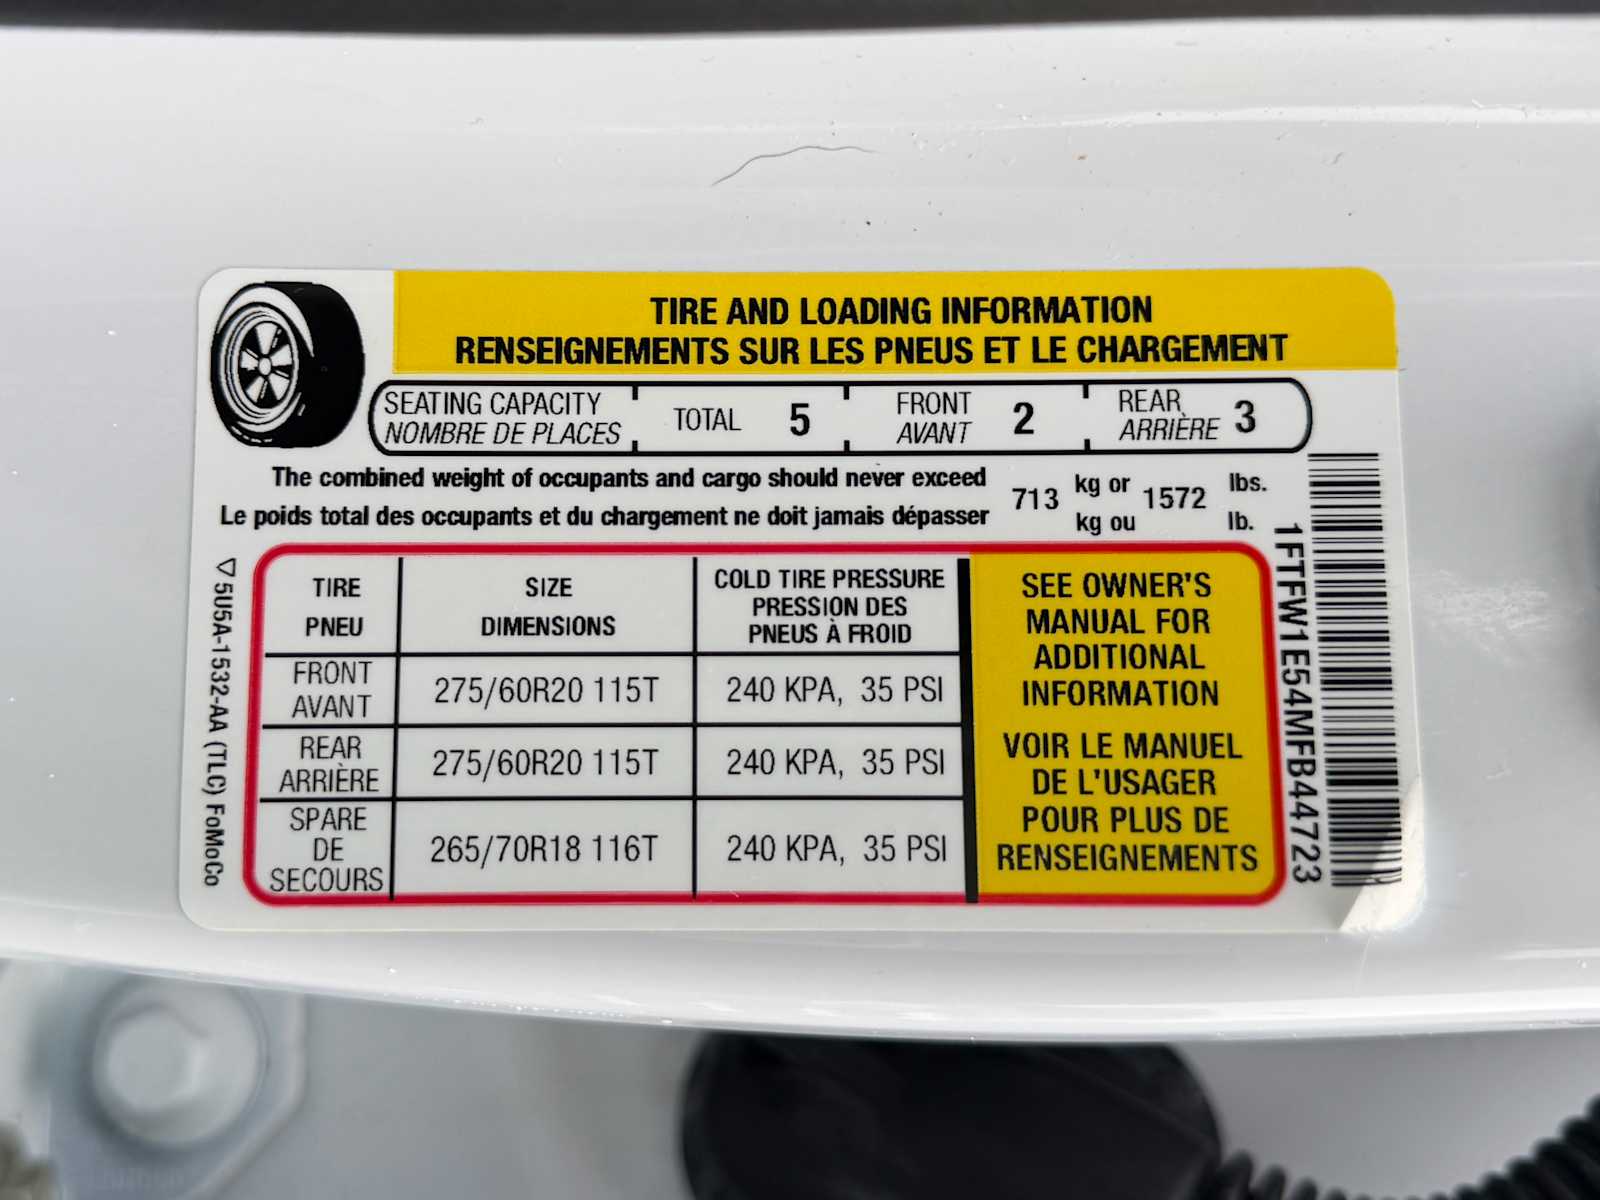 TIRE AND LOADING INFORMATION
RENSEIGNEMENTS SUR LES PNEUS ET LE CHARGEMENT
SEATING CAPACITY
NOMBRE DE PLACES
TOTAL 5
FRONT
AVANT
2
REAR
ARRIÈRE
3
The combined weight of occupants and cargo should never exceed
Le poids total des occupants et du chargement ne doit jamais dépasser
713
kg or
kg ou
1572
lbs.
lb.
TIRE
PNEU
SIZE
DIMENSIONS
COLD TIRE PRESSURE
PRESSION DES
PNEUS À FROID
FRONT
AVANT
275/60R20 115T
240 KPA, 35 PSI
REAR
ARRIÈRE
275/60R20 115T
240 KPA, 35 PSI
SPARE
DE
SECOURS
265/70R18 116T
240 KPA, 35 PSI
SEE OWNER'S
MANUAL FOR
ADDITIONAL
INFORMATION
VOIR LE MANUEL
DE L'USAGER
POUR PLUS DE
RENSEIGNEMENTS
5U5A-1532-AA (TLC) FoMoCo
1FTFW1E54MFB44723